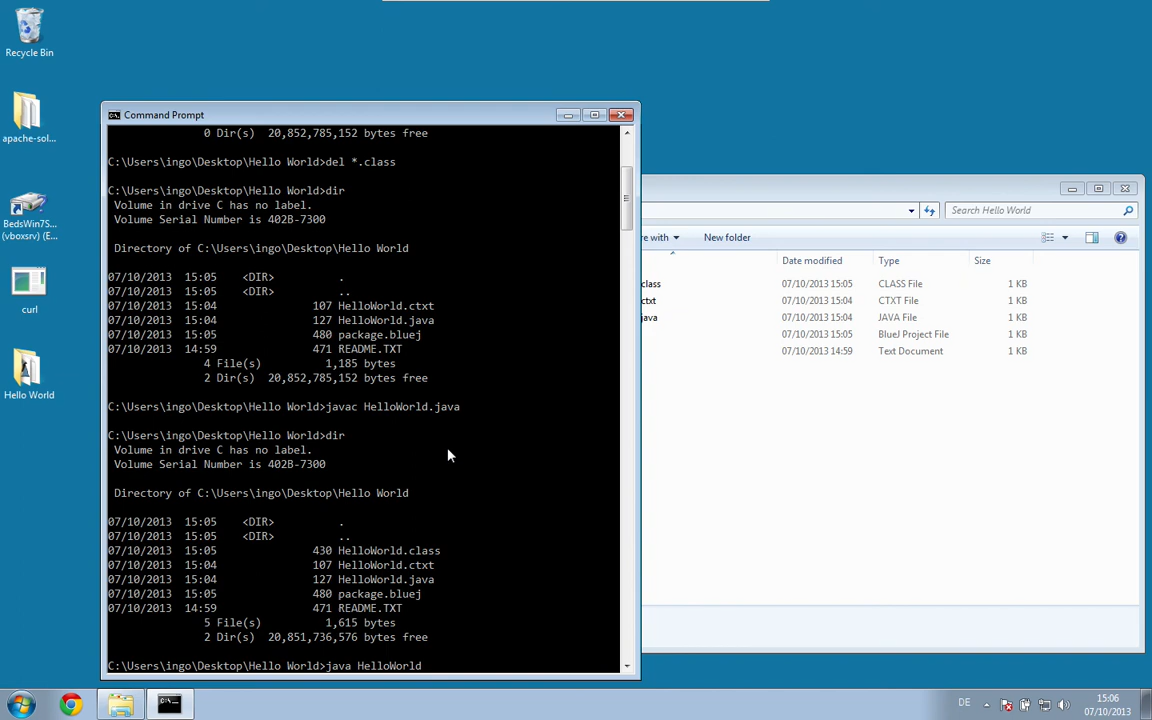 Recycle Bin
apache-sol...
BedsWin7S...
(vboxsrv) (E...
curl
Hello World
Command Prompt
0 Dir(s)  20,852,785,152 bytes free
C:\Users\ingo\Desktop\Hello World>del *.class
C:\Users\ingo\Desktop\Hello World>dir
Volume in drive C has no label.
Volume Serial Number is 402B-7300
Directory of C:\Users\ingo\Desktop\Hello World
07/10/2013  15:05    <DIR>          .
07/10/2013  15:05    <DIR>          ..
07/10/2013  15:04               107 HelloWorld.ctxt
07/10/2013  15:04               127 HelloWorld.java
07/10/2013  15:05               480 package.bluej
07/10/2013  14:59               471 README.TXT
4 File(s)          1,185 bytes
2 Dir(s)  20,852,785,152 bytes free
C:\Users\ingo\Desktop\Hello World>javac HelloWorld.java
C:\Users\ingo\Desktop\Hello World>dir
Volume in drive C has no label.
Volume Serial Number is 402B-7300
Directory of C:\Users\ingo\Desktop\Hello World
07/10/2013  15:05    <DIR>          .
07/10/2013  15:05    <DIR>          ..
07/10/2013  15:05               430 HelloWorld.class
07/10/2013  15:04               107 HelloWorld.ctxt
07/10/2013  15:04               127 HelloWorld.java
07/10/2013  15:05               480 package.bluej
07/10/2013  14:59               471 README.TXT
5 File(s)          1,615 bytes
2 Dir(s)  20,851,736,576 bytes free
C:\Users\ingo\Desktop\Hello World>java HelloWorld
Search Hello World
re with New folder
Date modified Type Size
class 07/10/2013 15:05 CLASS File 1 KB
ctxt 07/10/2013 15:04 CTXT File 1 KB
java 07/10/2013 15:04 JAVA File 1 KB
07/10/2013 15:05 BlueJ Project File 1 KB
07/10/2013 14:59 Text Document 1 KB
C:\.
DE
15:06
07/10/2013